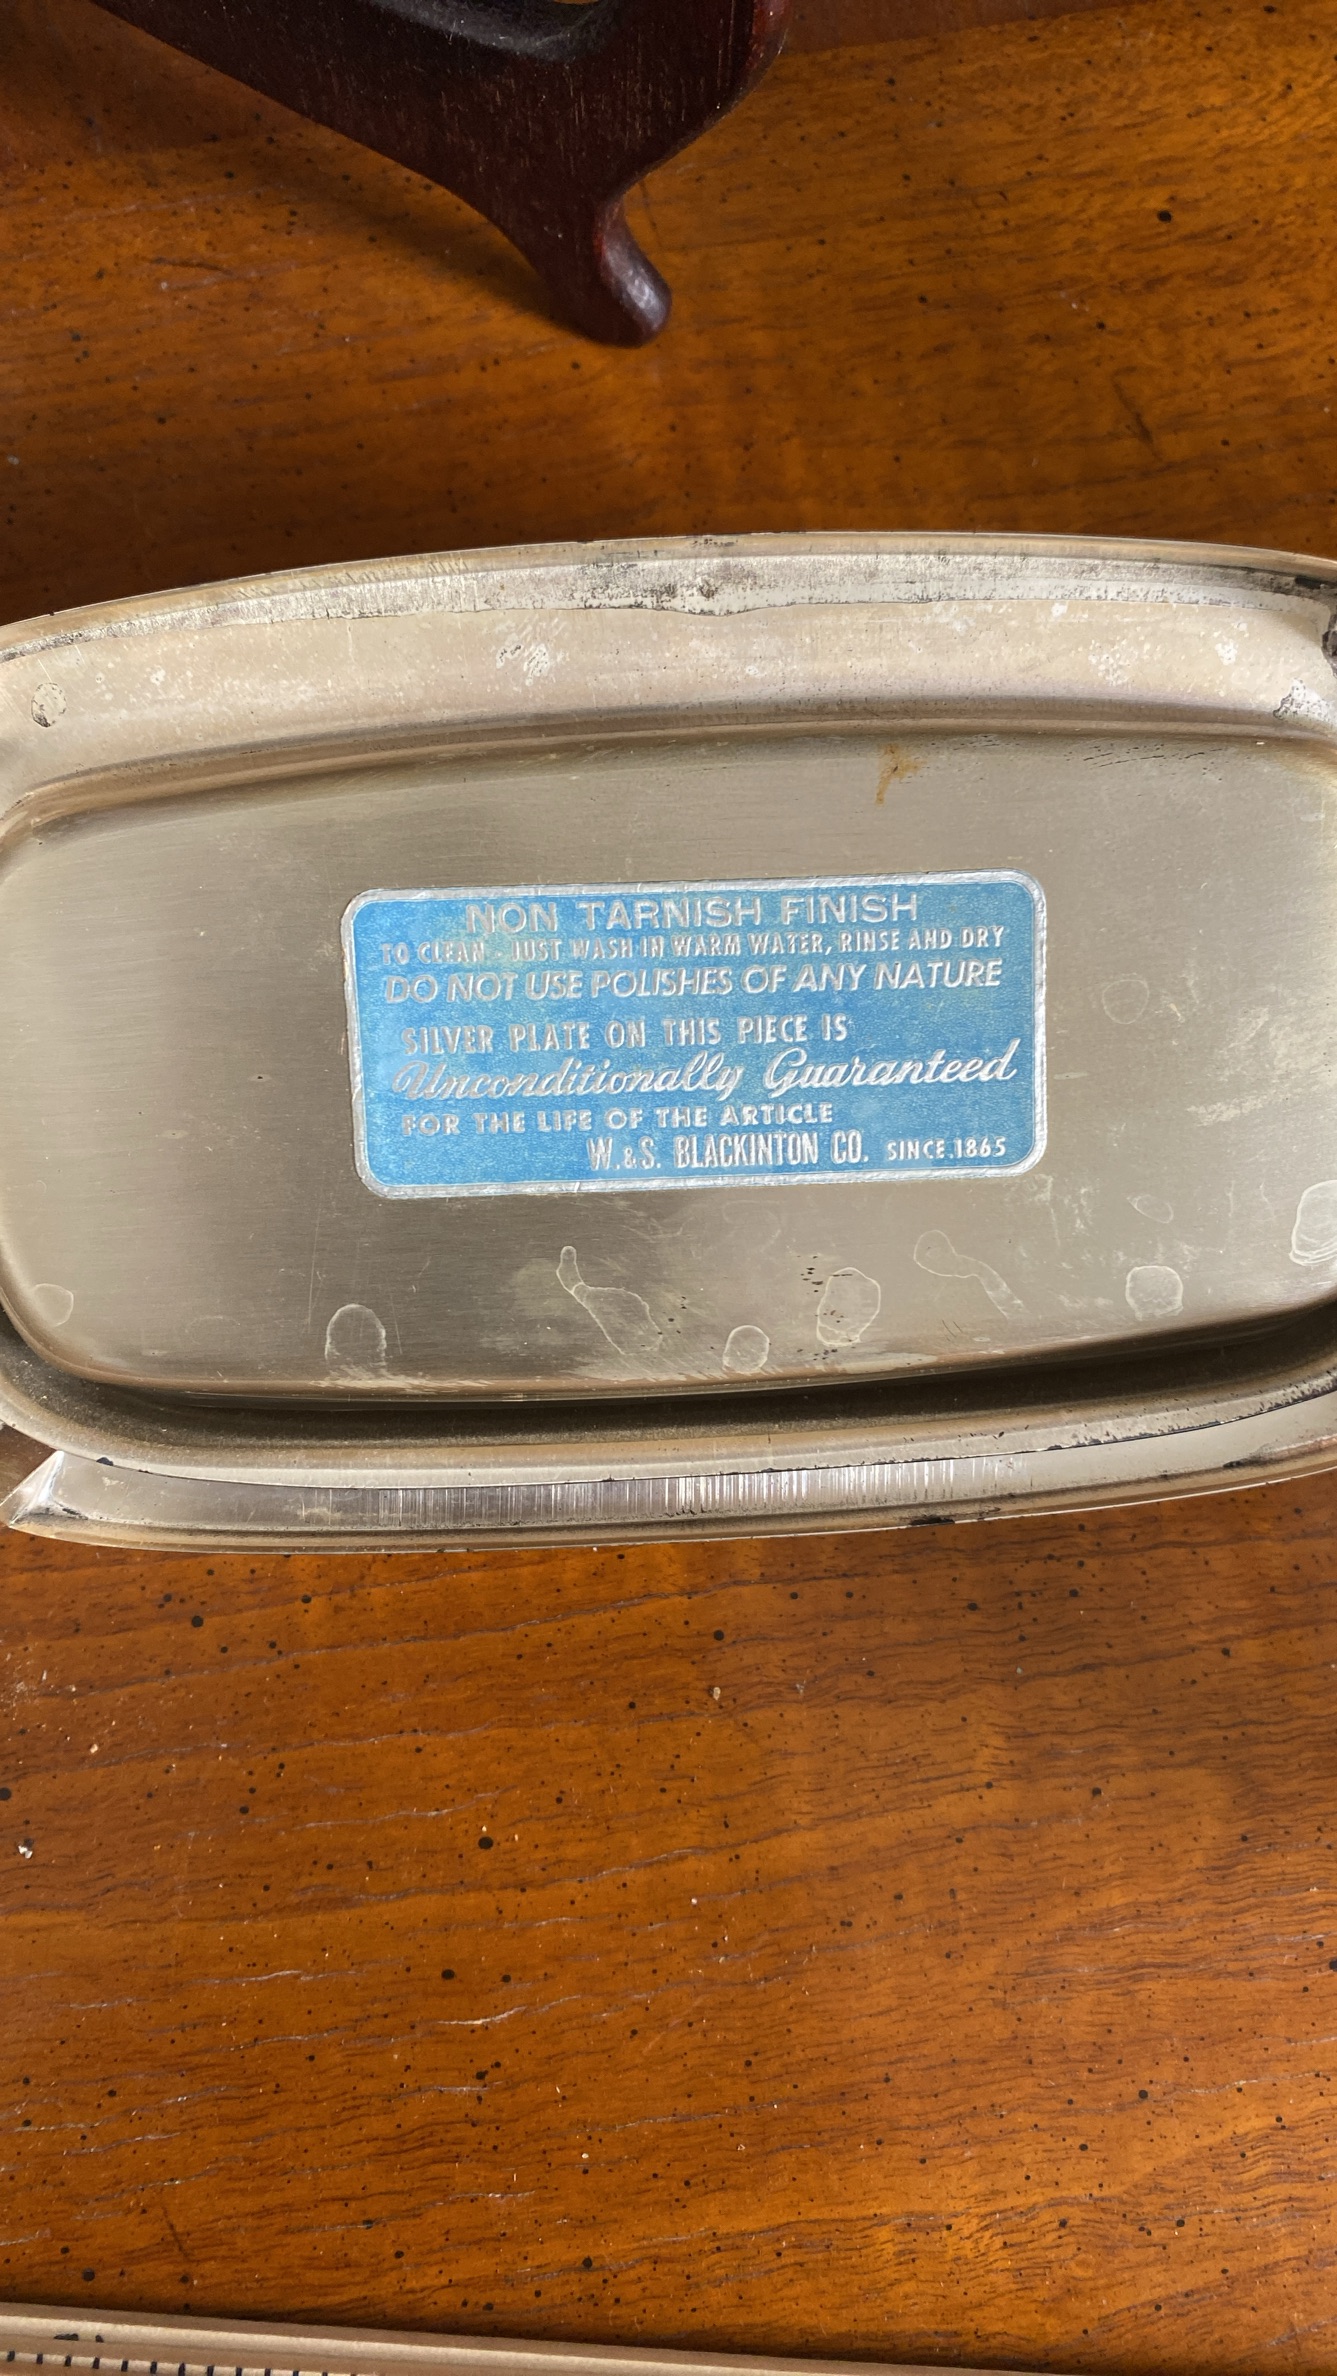 NON TARNISH FINISH
TO CLEAN - JUST WASH IN WARM WATER, RINSE AND DRY
DO NOT USE POLISHES OF ANY NATURE
SILVER PLATE ON THIS PIECE IS
Unconditionally Guaranteed
FOR THE LIFE OF THE ARTICLE
W. & S. BLACKINTON CO. SINCE 1865